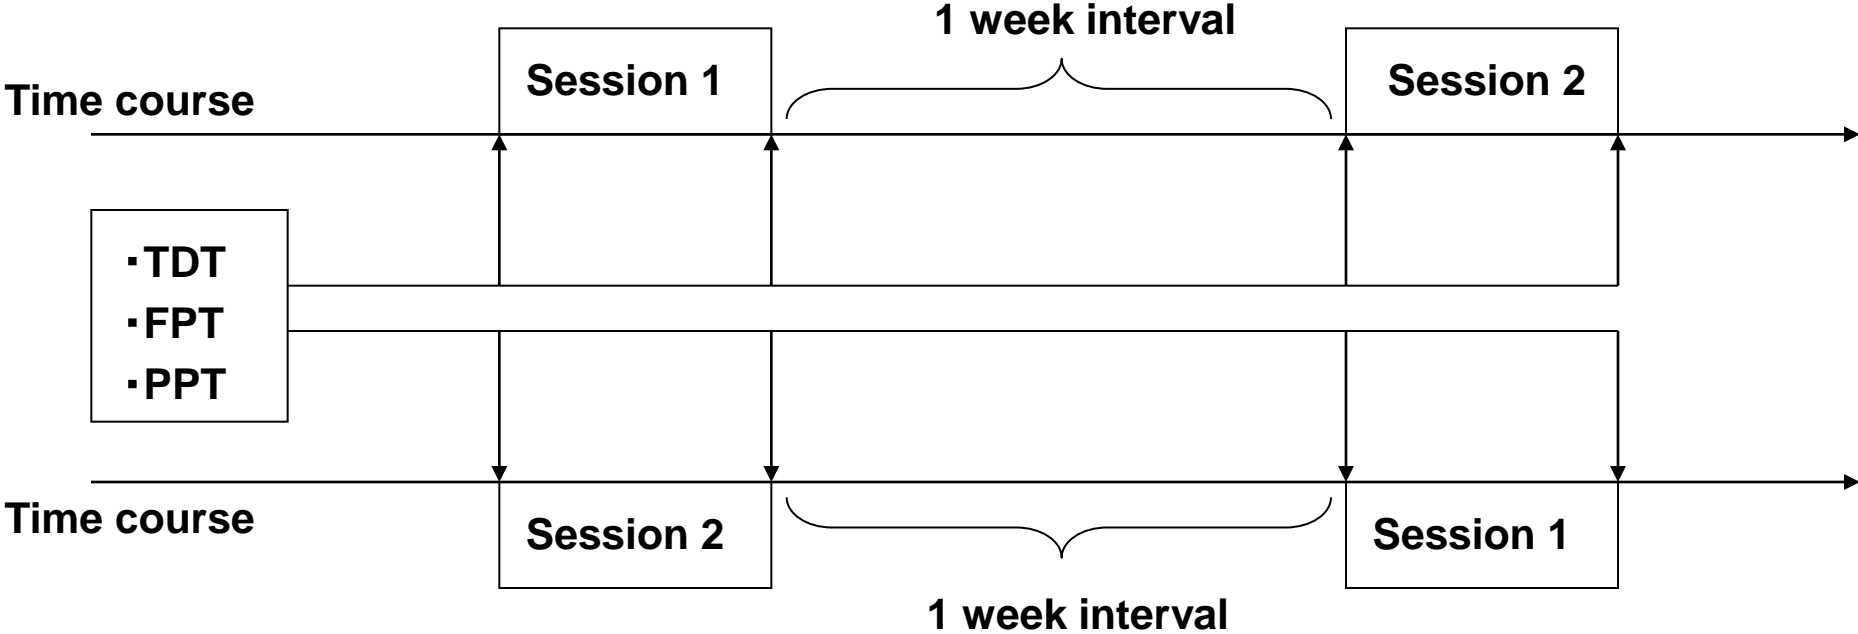 1 week interval
Session 1
Session 2
Time course
・TDT
・FPT
・PPT
Time course
Session 2
Session 1
1 week interval